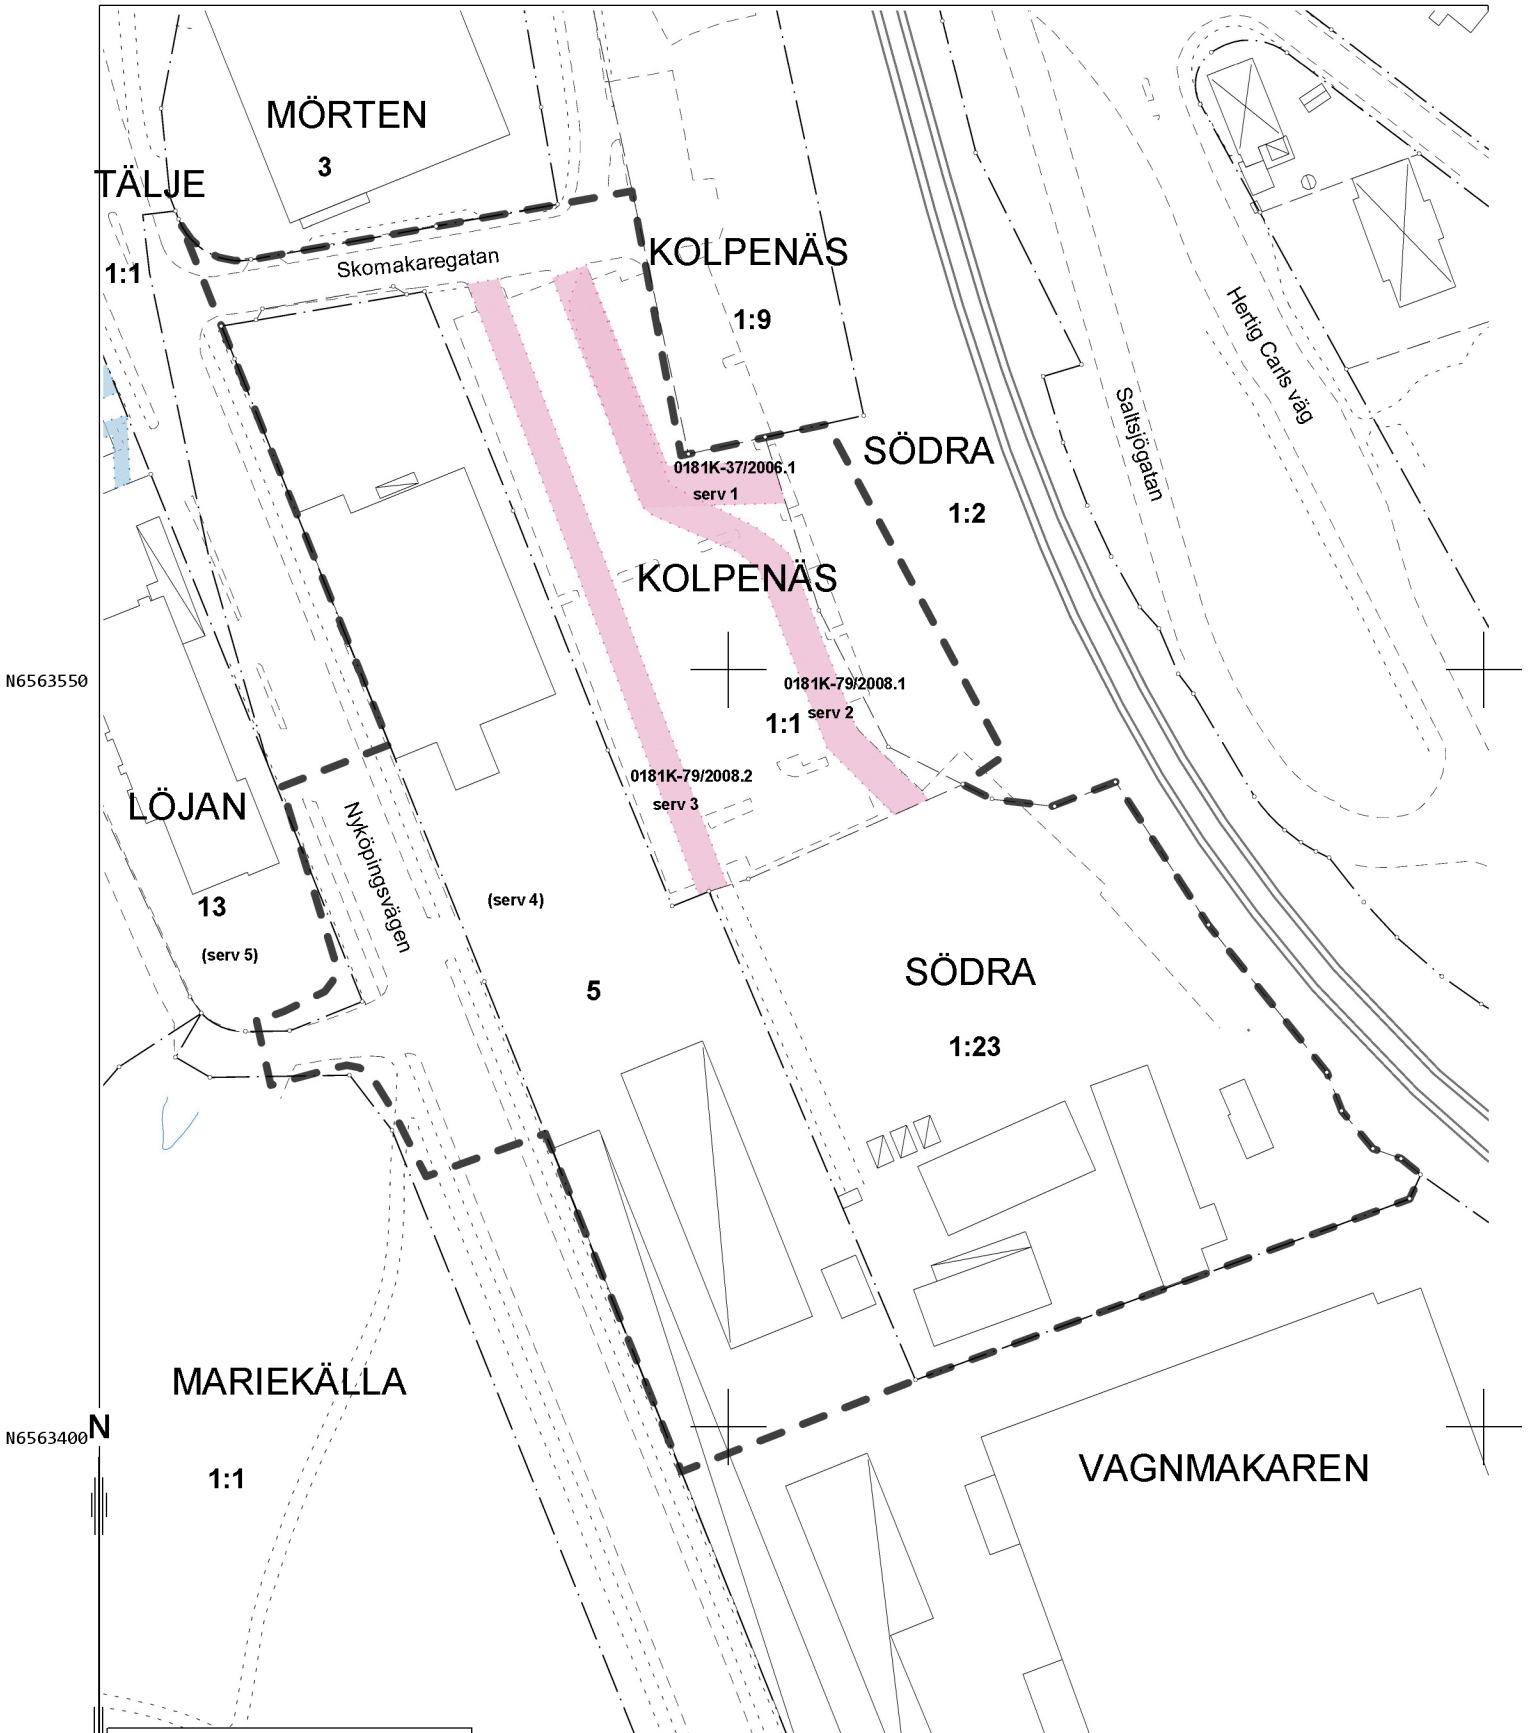 MÖRTEN
3
TÄLJE
1:1
Skomakaregatan
KOLPENÄS
1:9
Hertig Carls väg
Saltsjögatan
SÖDRA
1:2
0181K-37/2006.1
serv 1
KOLPENÄS
N6563550
0181K-79/2008.1
serv 2
1:1
0181K-79/2008.2
serv 3
LÖJAN
Nyköpingsvägen
13
(serv 4)
(serv 5)
5
SÖDRA
1:23
MARIEKÄLLA
N6563400
N
1:1
VAGNMAKAREN